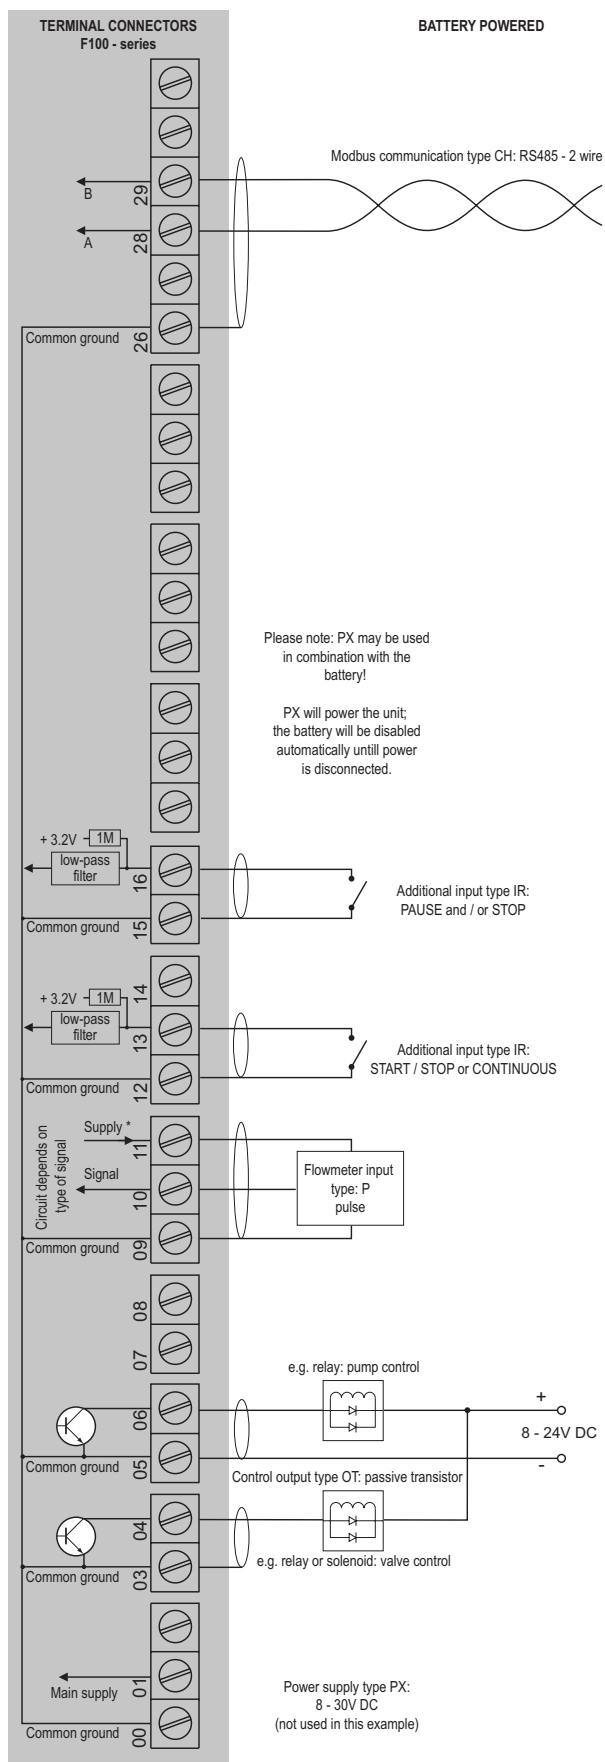 TERMINAL CONNECTORS
F100 - series
BATTERY POWERED
Modbus communication type CH: RS485 - 2 wire
B
29
A
28
Common ground
26
Please note: PX may be used
in combination with the
battery!
PX will power the unit;
the battery will be disabled
automatically untill power
is disconnected.
+ 3.2V
1M
low-pass
filter
16
Common ground
15
Additional input type IR:
PAUSE and / or STOP
14
+ 3.2V
1M
low-pass
filter
13
Common ground
12
Additional input type IR:
START / STOP or CONTINUOUS
Circuit depends on
type of signal
Supply *
11
Signal
10
Common ground
09
Flowmeter input
type: P
pulse
08
07
e.g. relay: pump control
06
Common ground
05
+
8 - 24V DC
-
Control output type OT: passive transistor
04
Common ground
03
e.g. relay or solenoid: valve control
Main supply
01
Common ground
00
Power supply type PX:
8 - 30V DC
(not used in this example)